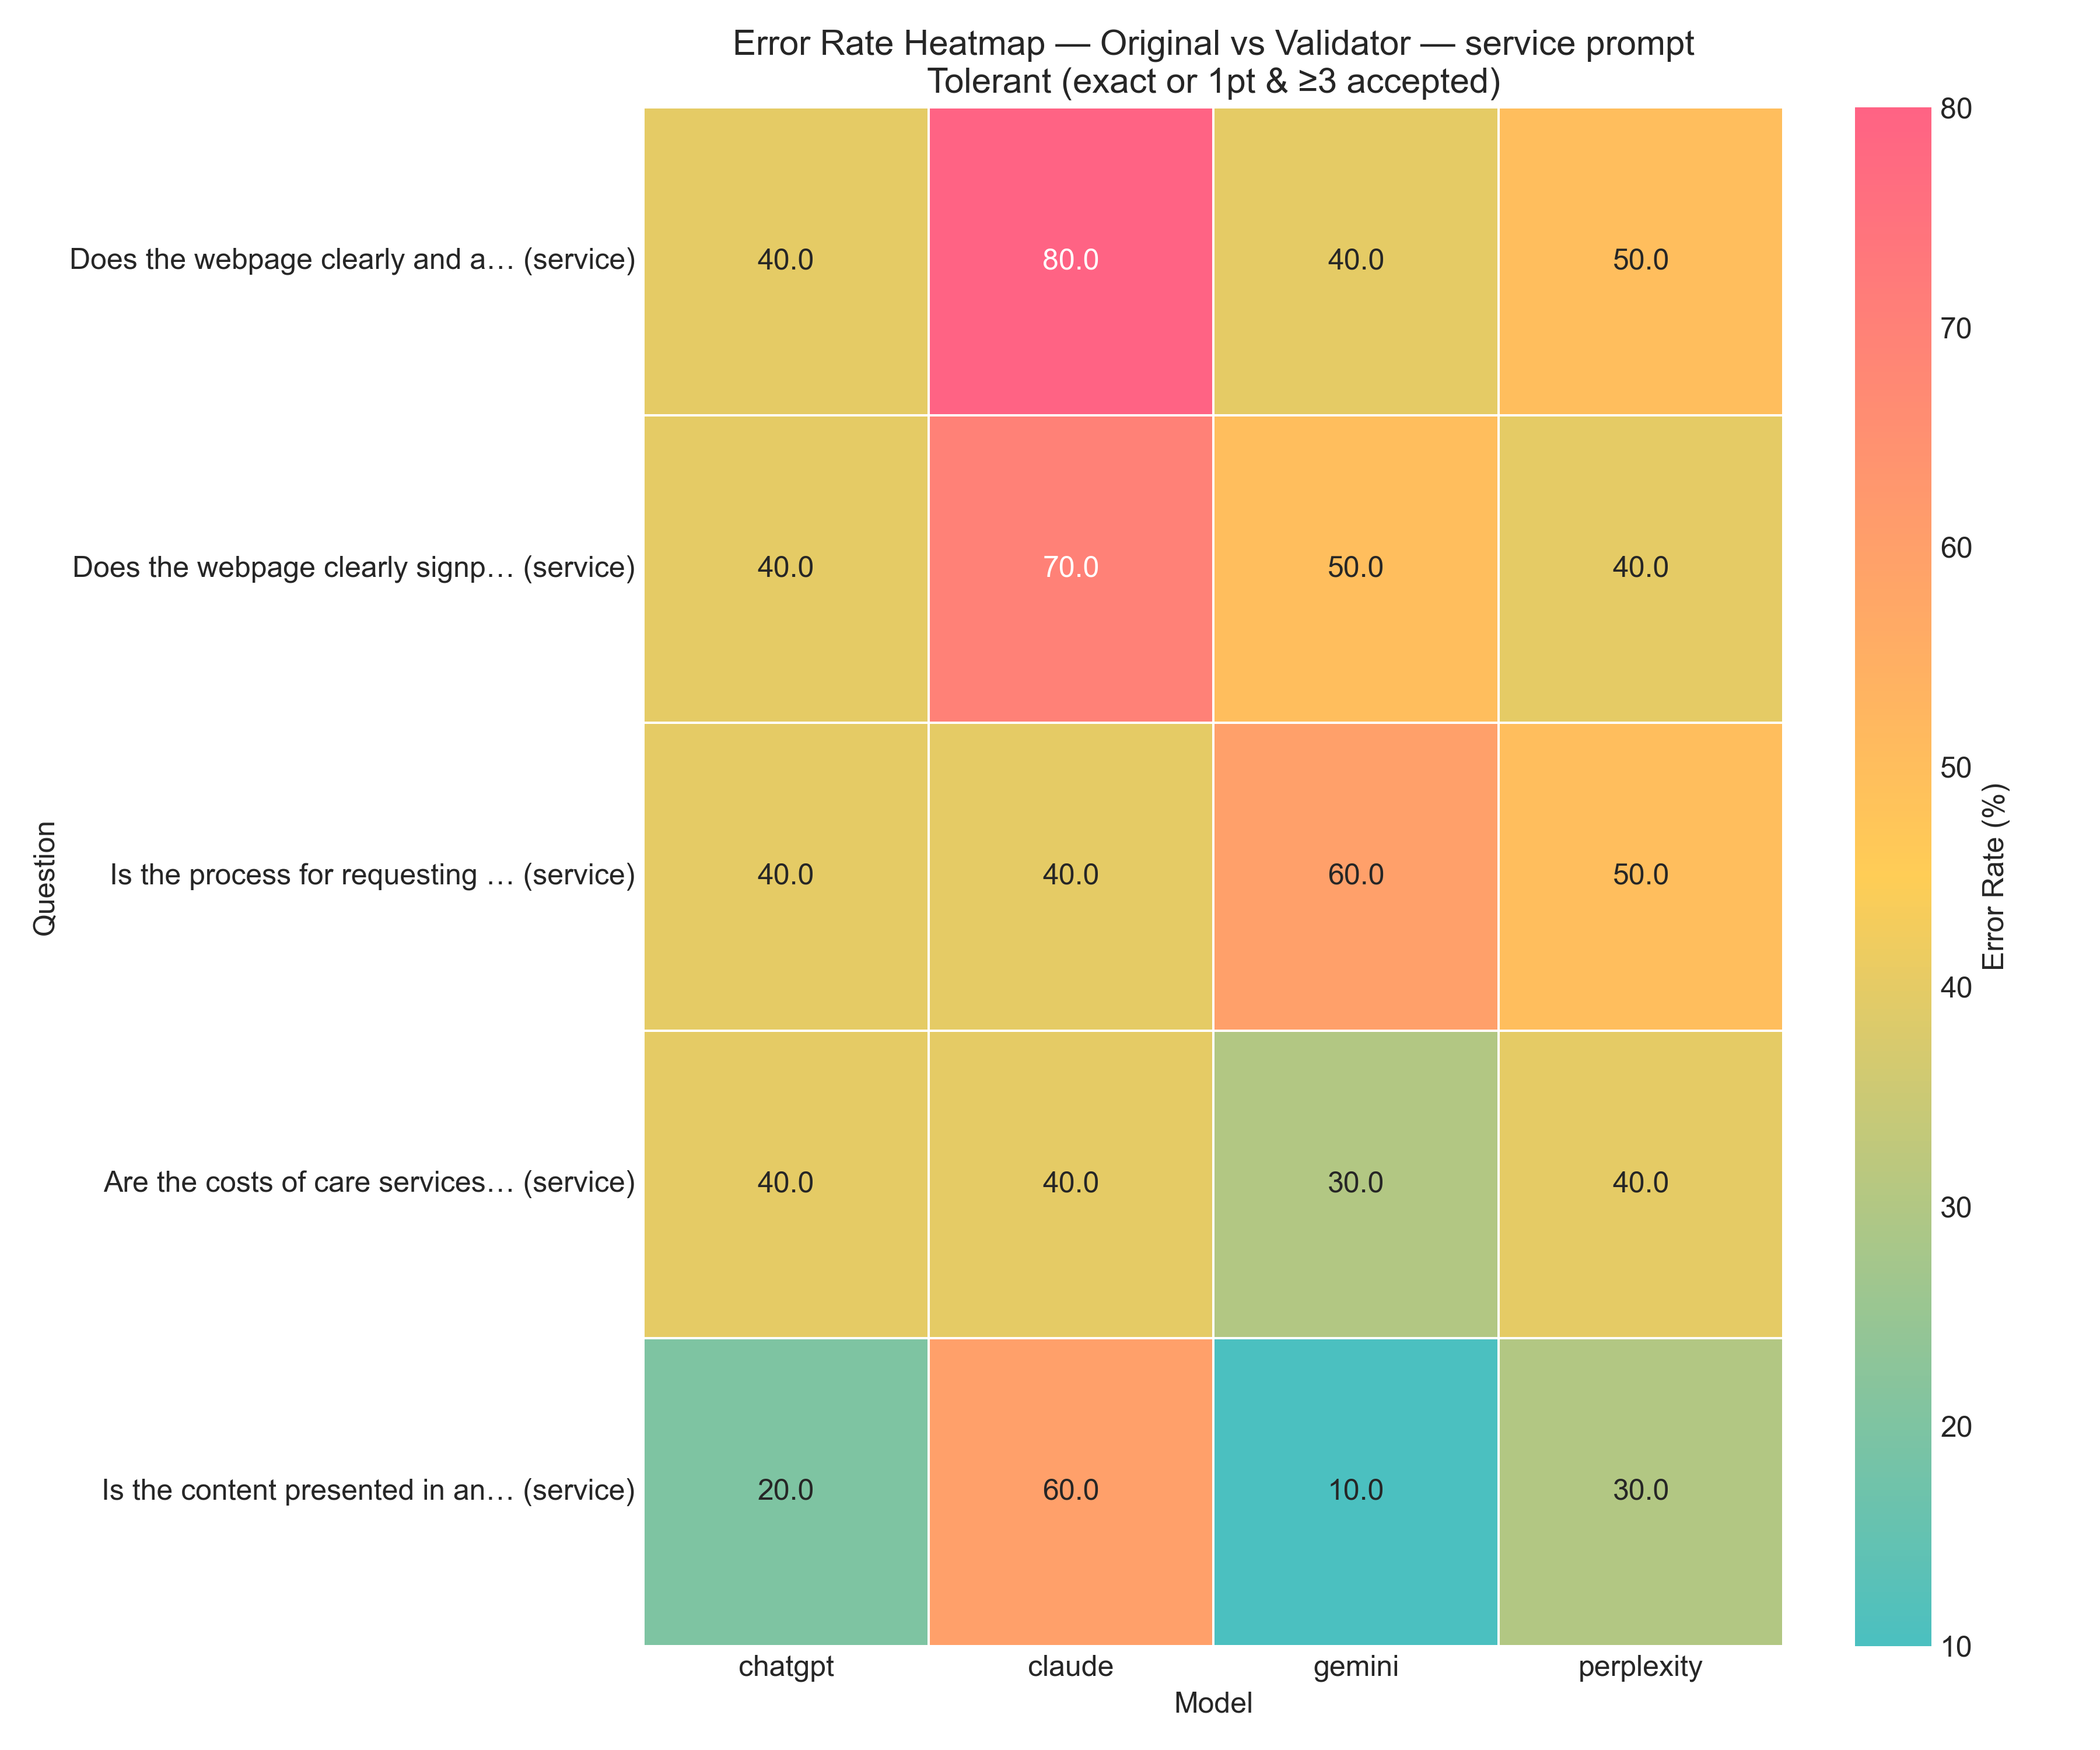 Error Rate Heatmap — Original vs Validator — service prompt
Tolerant (exact or 1pt & ≥3 accepted)
Question
Does the webpage clearly and a… (service)
40.0 80.0 40.0 50.0
Does the webpage clearly signp… (service)
40.0 70.0 50.0 40.0
Is the process for requesting … (service)
40.0 40.0 60.0 50.0
Are the costs of care services… (service)
40.0 40.0 30.0 40.0
Is the content presented in an… (service)
20.0 60.0 10.0 30.0
chatgpt claude gemini perplexity
Model
80
70
60
50
40
30
20
10
Error Rate (%)